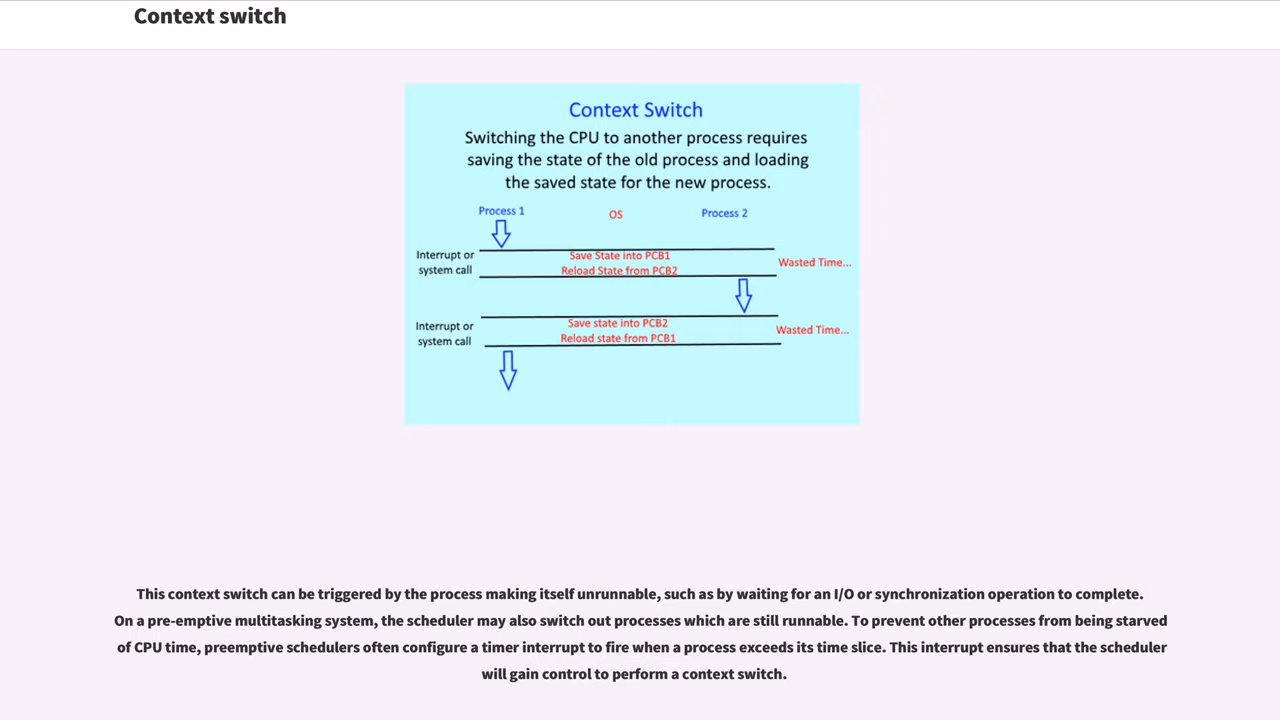 Context switch
Context Switch
Switching the CPU to another process requires
saving the state of the old process and loading
the saved state for the new process.
Process 1
OS
Process 2
Interrupt or
system call
Save State into PCB1
Reload State from PCB2
Wasted Time...
Interrupt or
system call
Save state into PCB2
Reload state from PCB1
Wasted Time...
This context switch can be triggered by the process making itself unrunnable, such as by waiting for an I/O or synchronization operation to complete.
On a pre-emptive multitasking system, the scheduler may also switch out processes which are still runnable. To prevent other processes from being starved
of CPU time, preemptive schedulers often configure a timer interrupt to fire when a process exceeds its time slice. This interrupt ensures that the scheduler
will gain control to perform a context switch.